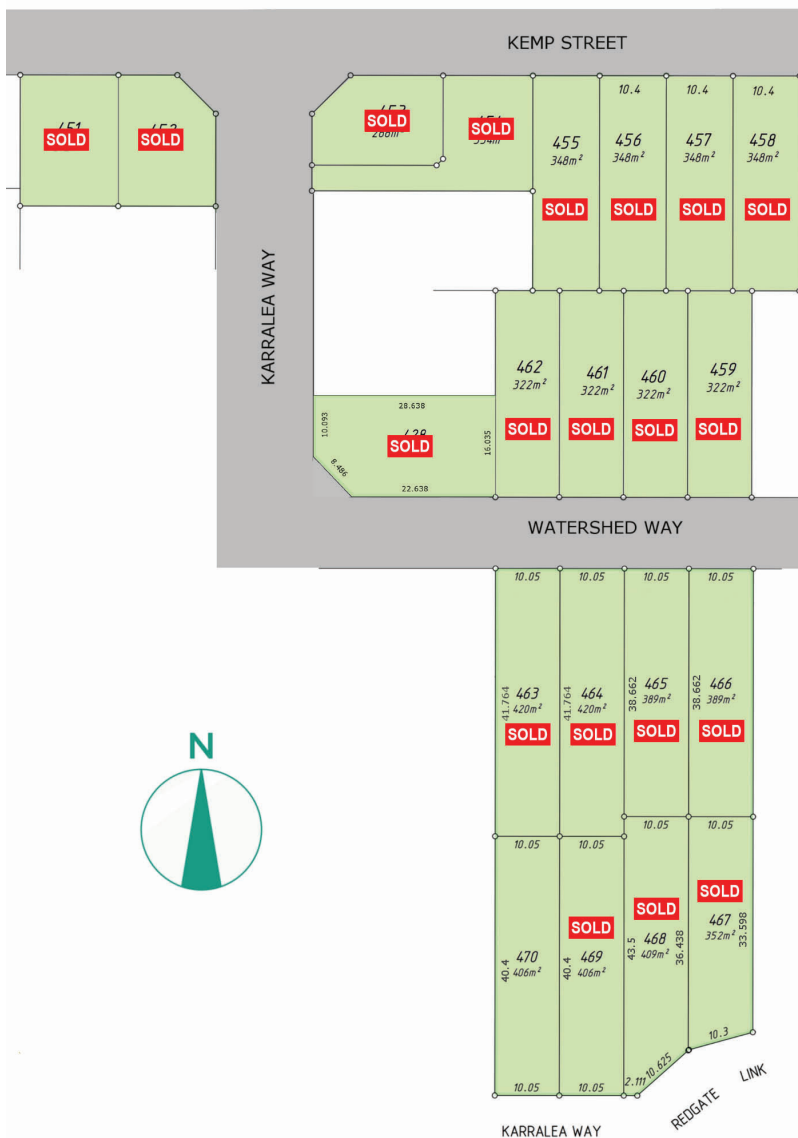 KEMP STREET
SOLD
SOLD
SOLD
286m²
SOLD
455
348m²
SOLD
10.4
456
348m²
SOLD
10.4
457
348m²
SOLD
10.4
458
348m²
SOLD
KARRALEA WAY
462
322m²
SOLD
461
322m²
SOLD
460
322m²
SOLD
459
322m²
SOLD
28.638
10.093
SOLD
16.035
8.486
22.638
WATERSHED WAY
10.05
10.05
10.05
10.05
41.764
463
420m²
SOLD
41.764
464
420m²
SOLD
38.662
465
389m²
SOLD
38.662
466
389m²
SOLD
N
10.05
10.05
10.05
10.05
40.4
470
406m²
SOLD
40.4
469
406m²
SOLD
43.5
468
409m²
36.438
SOLD
467
352m²
33.598
10.05
10.05
2.111
10.625
10.3
KARRALEA WAY
REDGATE LINK